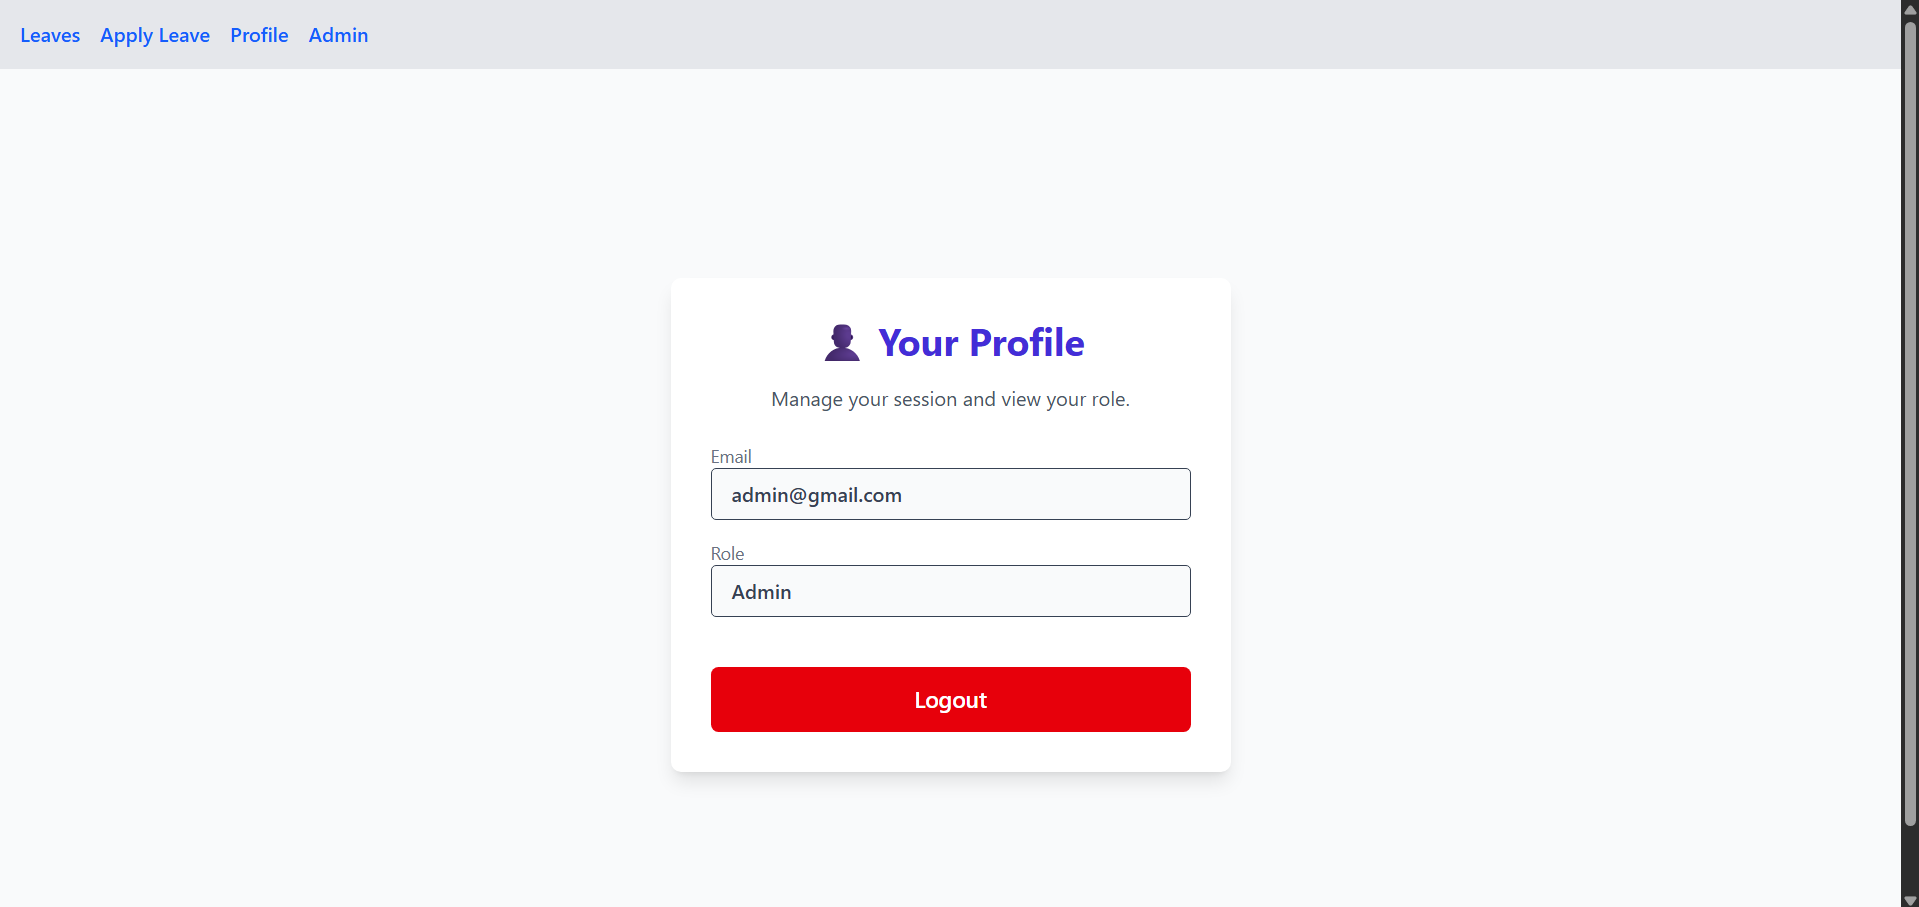 Leaves Apply Leave Profile Admin
Your Profile
Manage your session and view your role.
Email
admin@gmail.com
Role
Admin
Logout